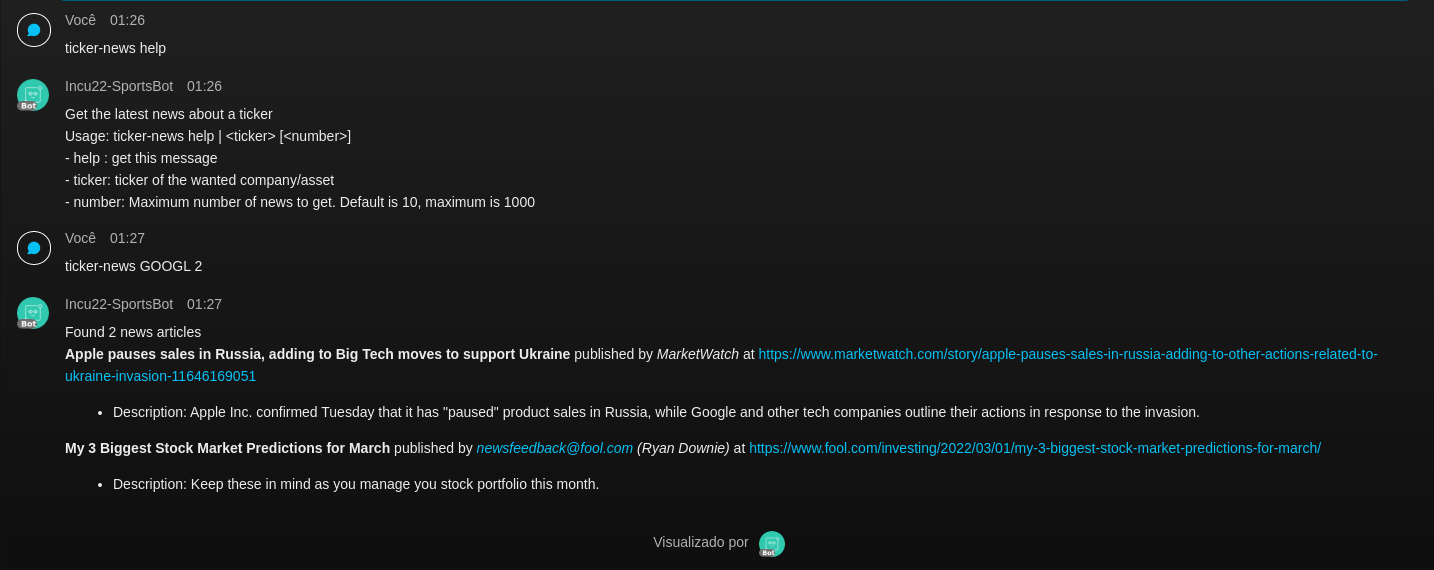 Você 01:26
ticker-news help
Incu22-SportsBot 01:26
Bot
Get the latest news about a ticker
Usage: ticker-news help | <ticker> [<number>]
- help : get this message
- ticker: ticker of the wanted company/asset
- number: Maximum number of news to get. Default is 10, maximum is 1000
Você 01:27
ticker-news GOOGL 2
Incu22-SportsBot 01:27
Bot
Found 2 news articles
Apple pauses sales in Russia, adding to Big Tech moves to support Ukraine published by MarketWatch at https://www.marketwatch.com/story/apple-pauses-sales-in-russia-adding-to-other-actions-related-to-
ukraine-invasion-11646169051
• Description: Apple Inc. confirmed Tuesday that it has "paused" product sales in Russia, while Google and other tech companies outline their actions in response to the invasion.
My 3 Biggest Stock Market Predictions for March published by newsfeedback@fool.com (Ryan Downie) at https://www.fool.com/investing/2022/03/01/my-3-biggest-stock-market-predictions-for-march/
• Description: Keep these in mind as you manage you stock portfolio this month.
Visualizado por
Bot